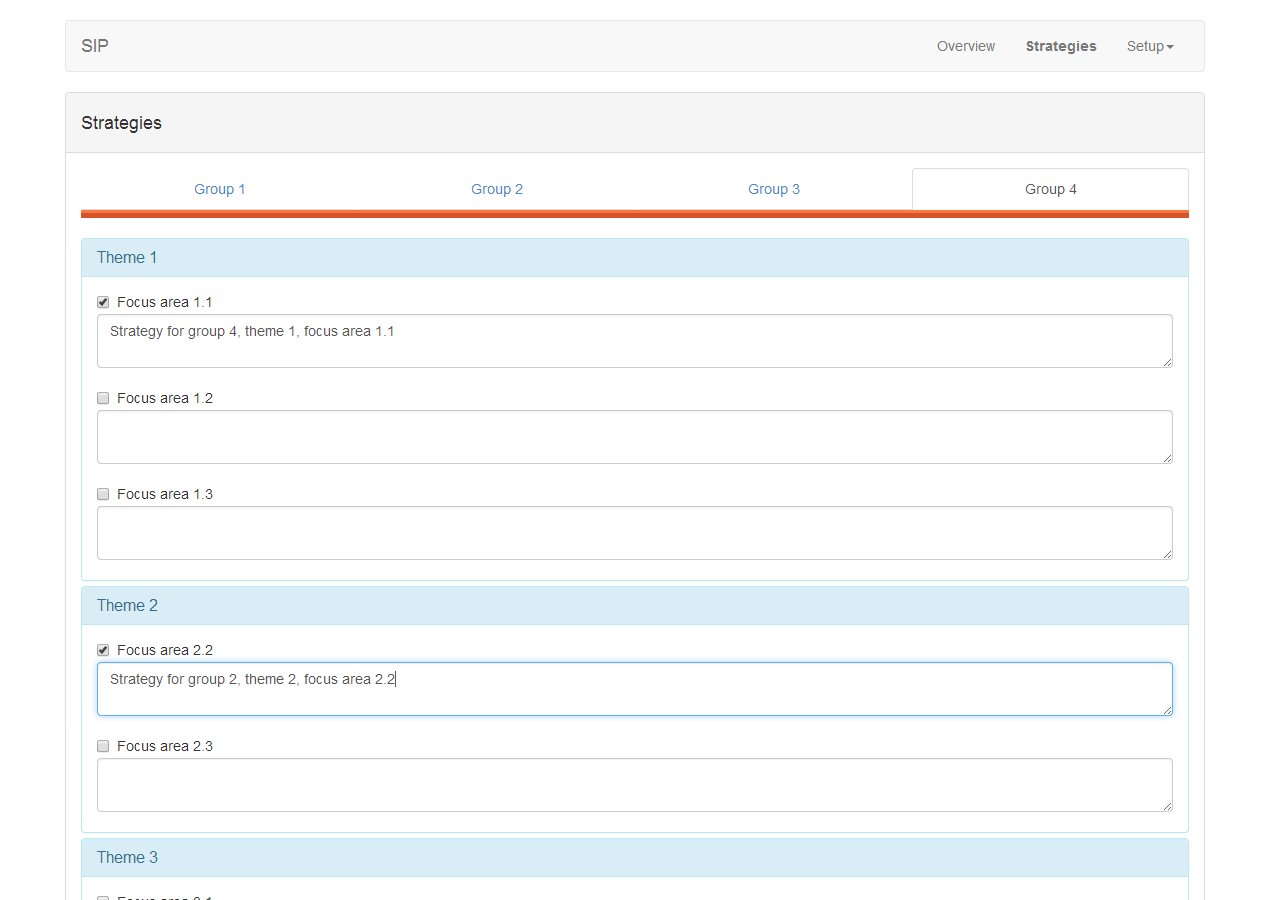 SIP Overview Strategies Setup
Strategies
Group 1 Group 2 Group 3 Group 4
Theme 1
Focus area 1.1
Strategy for group 4, theme 1, focus area 1.1
Focus area 1.2
Focus area 1.3
Theme 2
Focus area 2.2
Strategy for group 2, theme 2, focus area 2.2
Focus area 2.3
Theme 3